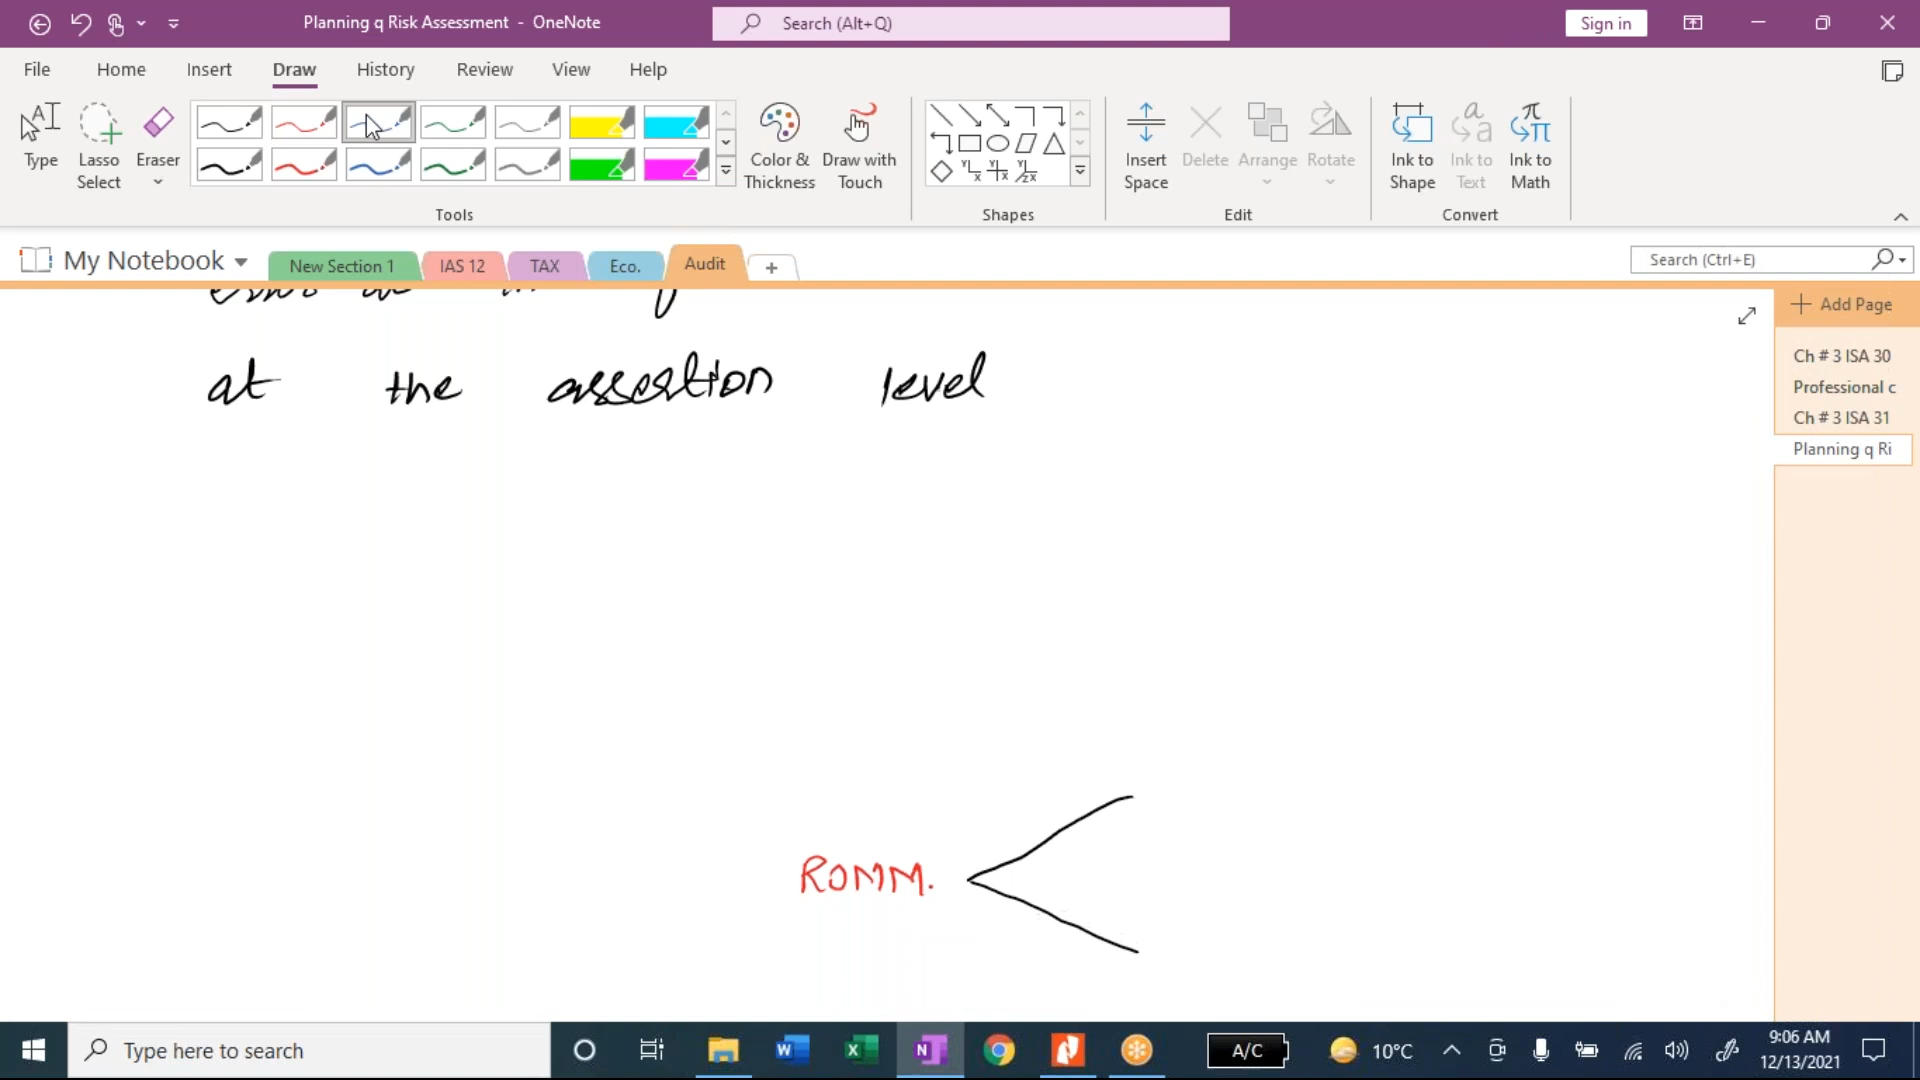 Planning q Risk Assessment - OneNote
Search (Alt+Q)
Sign in
File Home Insert Draw History Review View Help
Type
Lasso Select
Eraser
Color & Thickness
Draw with Touch
Insert Space
Delete
Arrange
Rotate
Ink to Shape
Ink to Text
Ink to Math
Tools Shapes Edit Convert
My Notebook
New Section 1 IAS 12 TAX Eco. Audit
Search (Ctrl+E)
Add Page
Ch # 3 ISA 30
Professional c
Ch # 3 ISA 31
Planning q Ri
at the assertion level
ROMM.
Type here to search
A/C
10°C
9:06 AM
12/13/2021